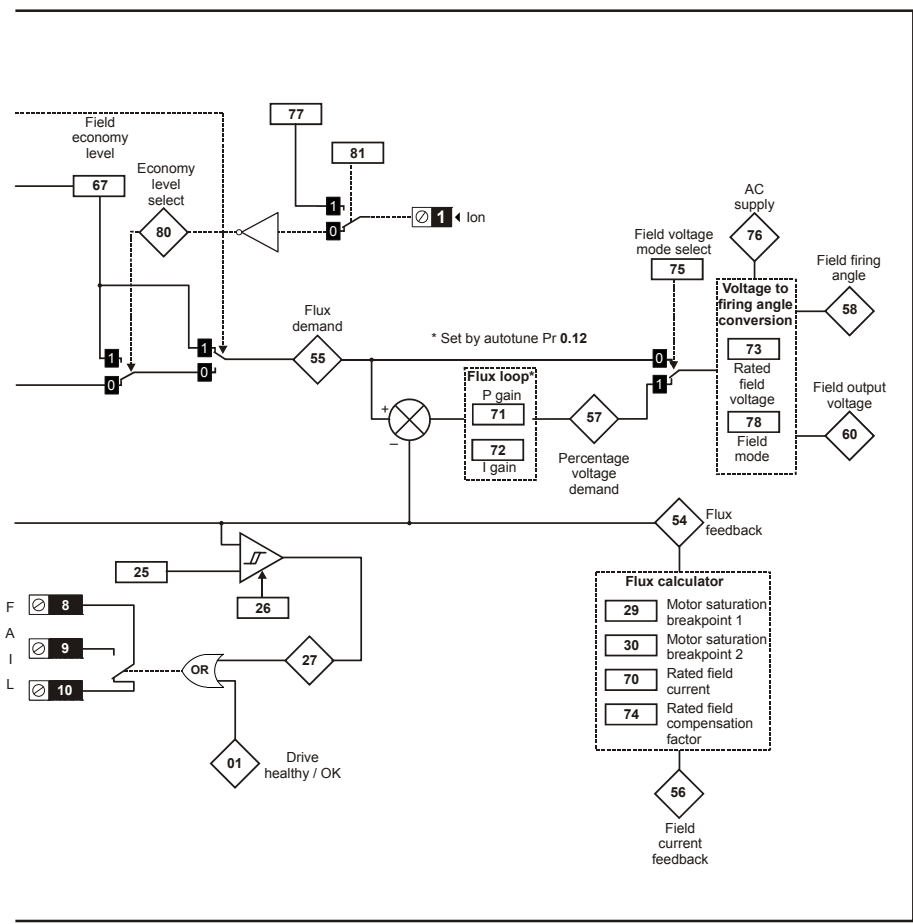 77
81
Field
economy
level
67
Economy
level
select
80
1
0
1
Ion
AC
supply
76
Field voltage
mode select
75
Field firing
angle
58
Voltage to
firing angle
conversion
73
Rated
field
voltage
78
Field
mode
Field output
voltage
60
Flux
demand
55
* Set by autotune Pr 0.12
1
0
1
0
0
1
Flux loop*
P gain
71
72
I gain
+
–
57
Percentage
voltage
demand
54
Flux
feedback
25
26
27
F
A
I
L
8
9
10
OR
01
Drive
healthy / OK
Flux calculator
29
Motor saturation
breakpoint 1
30
Motor saturation
breakpoint 2
70
Rated field
current
74
Rated field
compensation
factor
56
Field
current
feedback